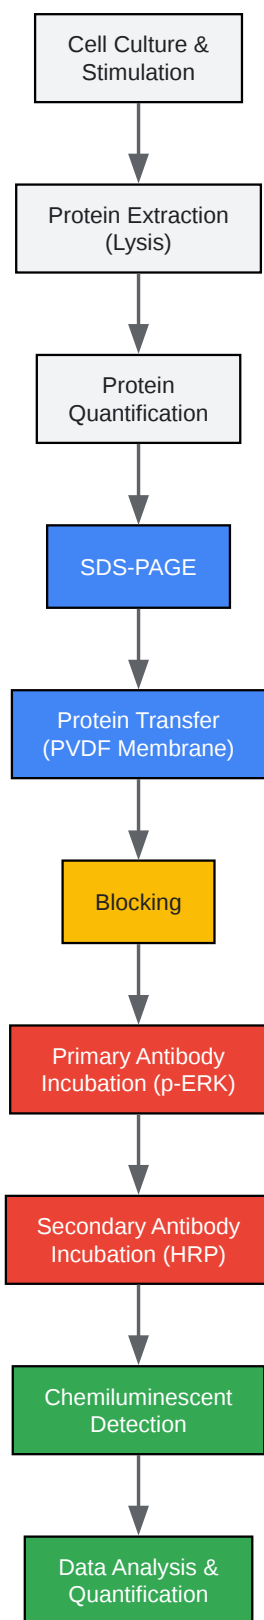 Cell Culture &
Stimulation
Protein Extraction
(Lysis)
Protein
Quantification
SDS-PAGE
Protein Transfer
(PVDF Membrane)
Blocking
Primary Antibody
Incubation (p-ERK)
Secondary Antibody
Incubation (HRP)
Chemiluminescent
Detection
Data Analysis &
Quantification